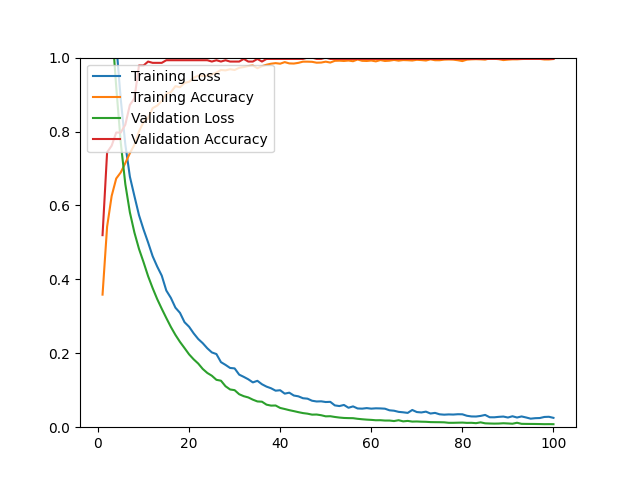 1.0
0.8
0.6
0.4
0.2
0.0
Training Loss
Training Accuracy
Validation Loss
Validation Accuracy
0 20 40 60 80 100